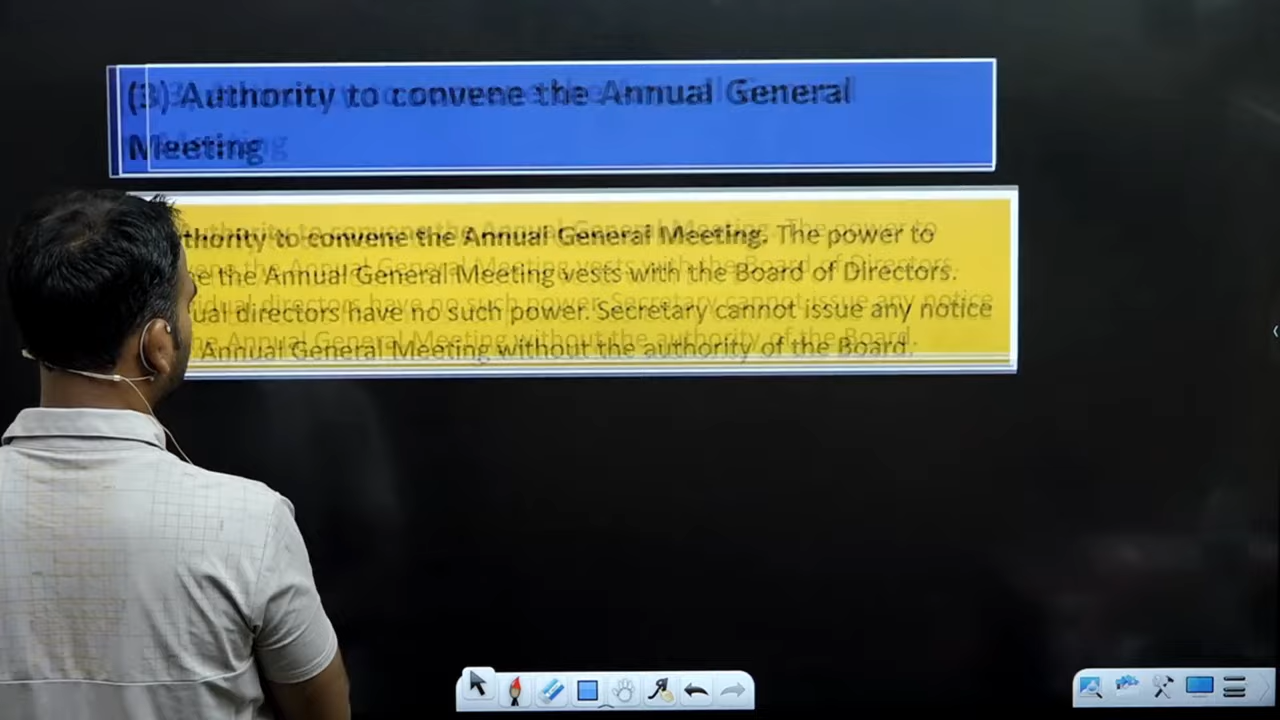 (3) Authority to convene the Annual General
Meeting
thority to convene the Annual General Meeting. The power to
e the Annual General Meeting vests with the Board of Directors.
ual directors have no such power. Secretary cannot issue any notice
Annual General Meeting without the authority of the Board.